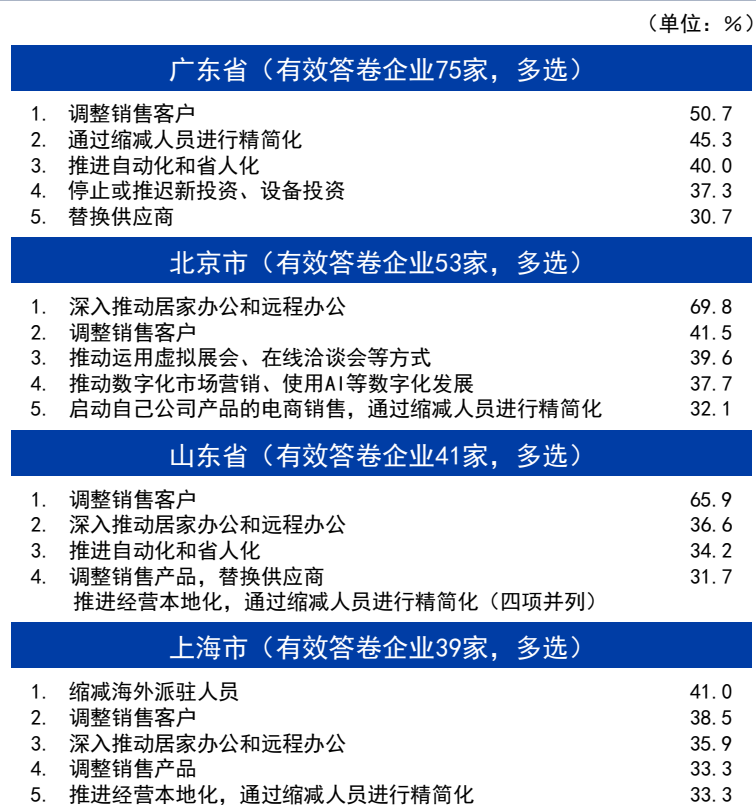 （单位：%）
广东省（有效答卷企业75家，多选）
1. 调整销售客户 50.7
2. 通过缩减人员进行精简化 45.3
3. 推进自动化和省人化 40.0
4. 停止或推迟新投资、设备投资 37.3
5. 替换供应商 30.7
北京市（有效答卷企业53家，多选）
1. 深入推动居家办公和远程办公 69.8
2. 调整销售客户 41.5
3. 推动运用虚拟展会、在线洽谈会等方式 39.6
4. 推动数字化市场营销、使用AI等数字化发展 37.7
5. 启动自己公司产品的电商销售，通过缩减人员进行精简化 32.1
山东省（有效答卷企业41家，多选）
1. 调整销售客户 65.9
2. 深入推动居家办公和远程办公 36.6
3. 推进自动化和省人化 34.2
4. 调整销售产品，替换供应商 31.7
推进经营本地化，通过缩减人员进行精简化（四项并列）
上海市（有效答卷企业39家，多选）
1. 缩减海外派驻人员 41.0
2. 调整销售客户 38.5
3. 深入推动居家办公和远程办公 35.9
4. 调整销售产品 33.3
5. 推进经营本地化，通过缩减人员进行精简化 33.3